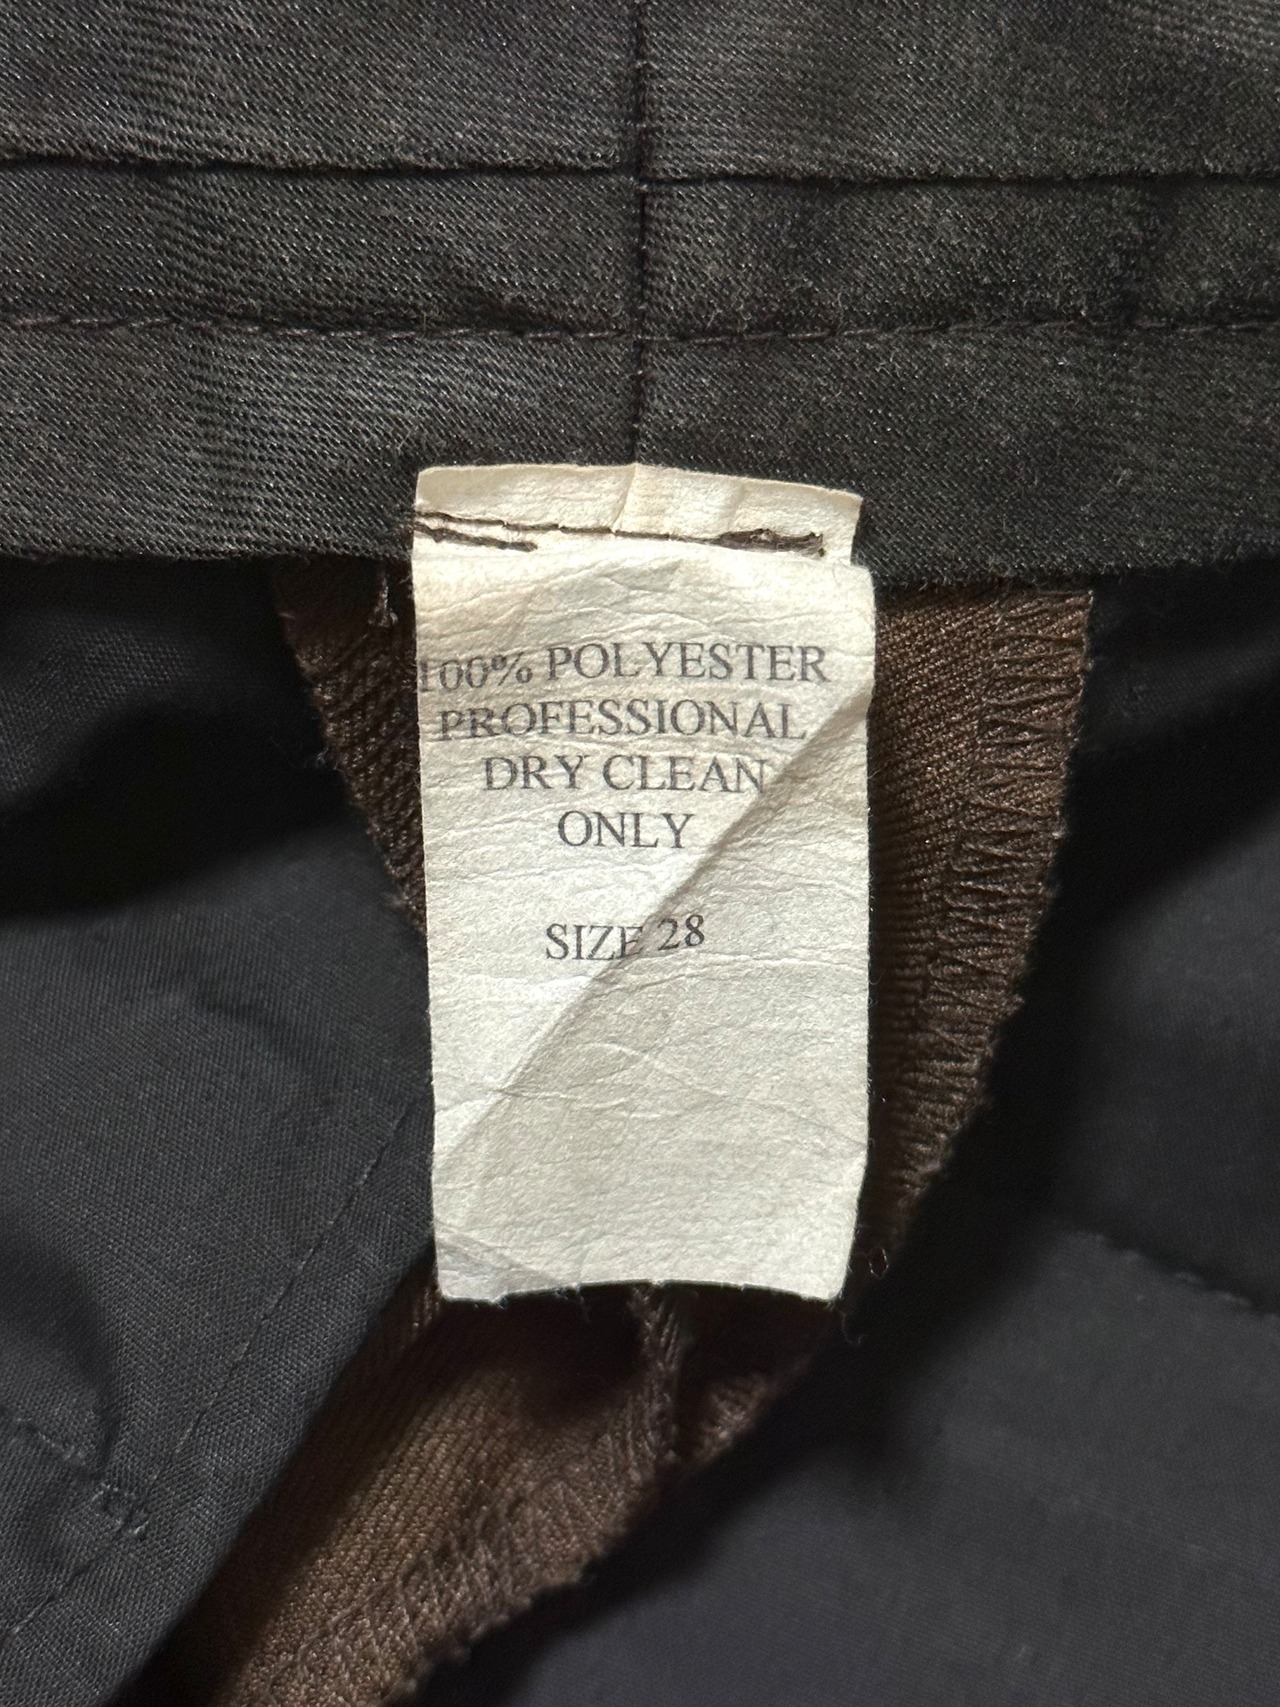 100% POLYESTER
PROFESSIONAL
DRY CLEAN
ONLY
SIZE 28